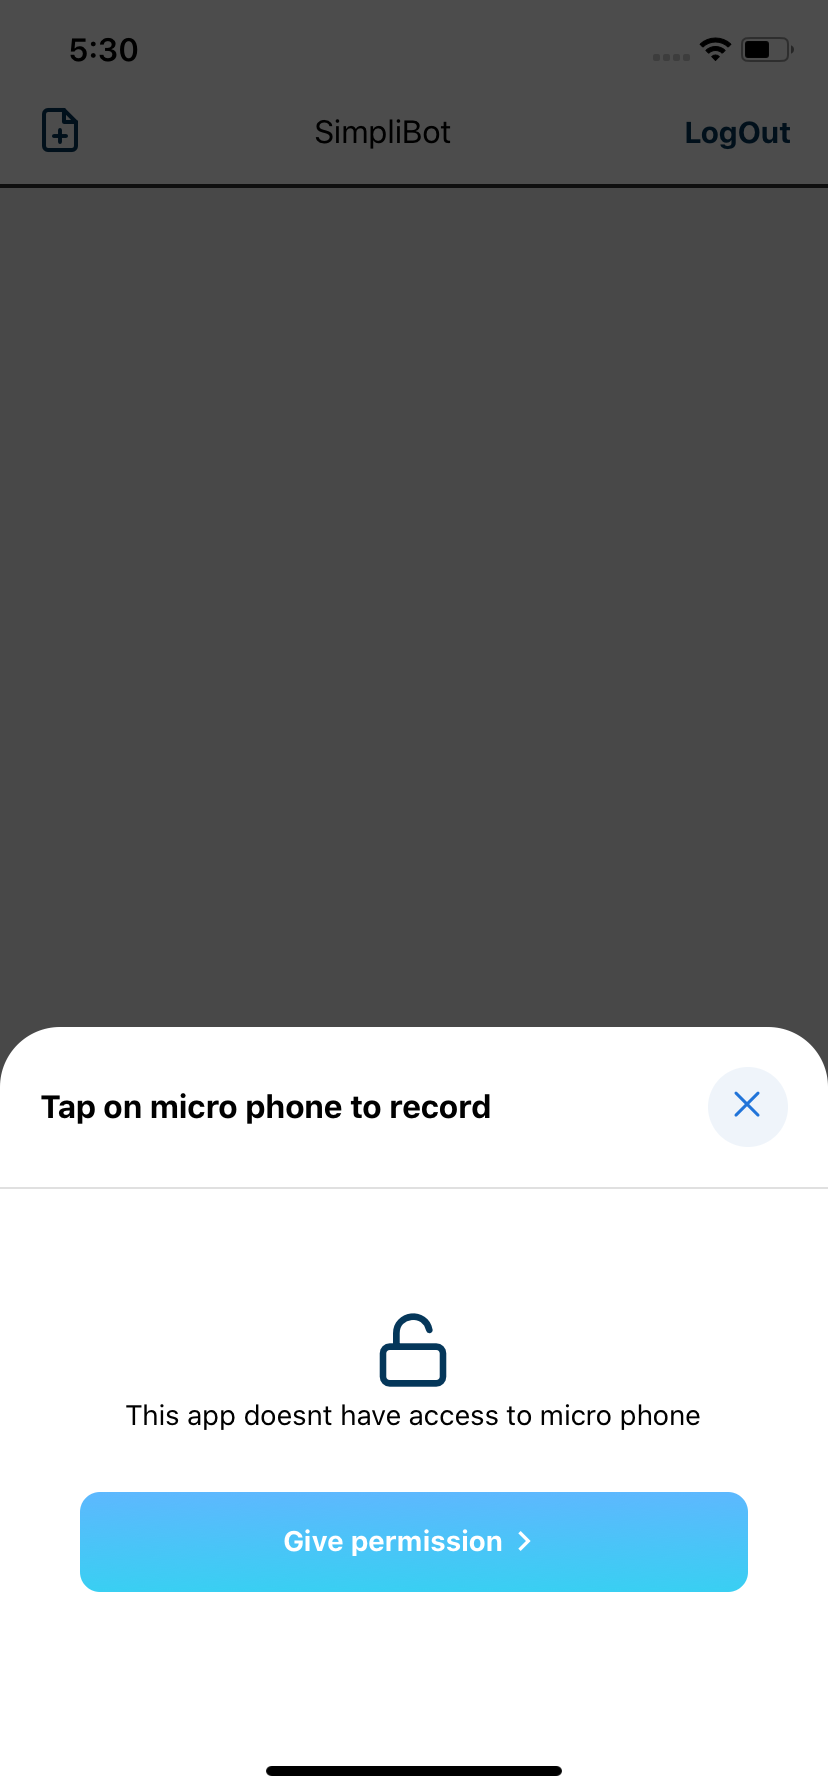 5:30
SimpliBot
LogOut
Tap on micro phone to record
This app doesnt have access to micro phone
Give permission